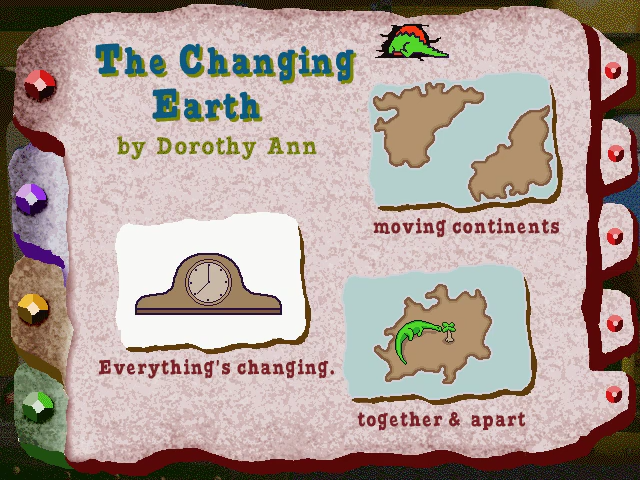 The Changing
Earth
by Dorothy Ann
moving continents
Everything's changing.
together & apart